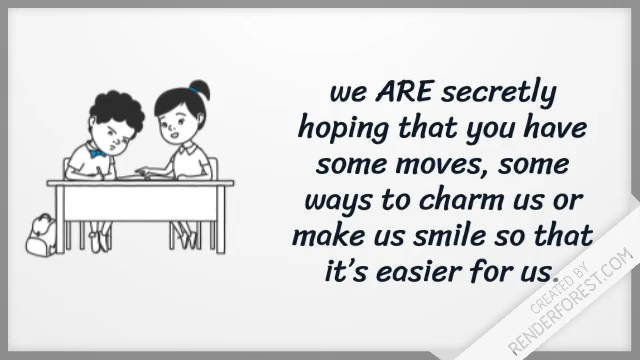 we ARE secretly
hoping that you have
some moves, some
ways to charm us or
make us smile so that
it's easier for us.
CREATED BY
RENDERFOREST.COM